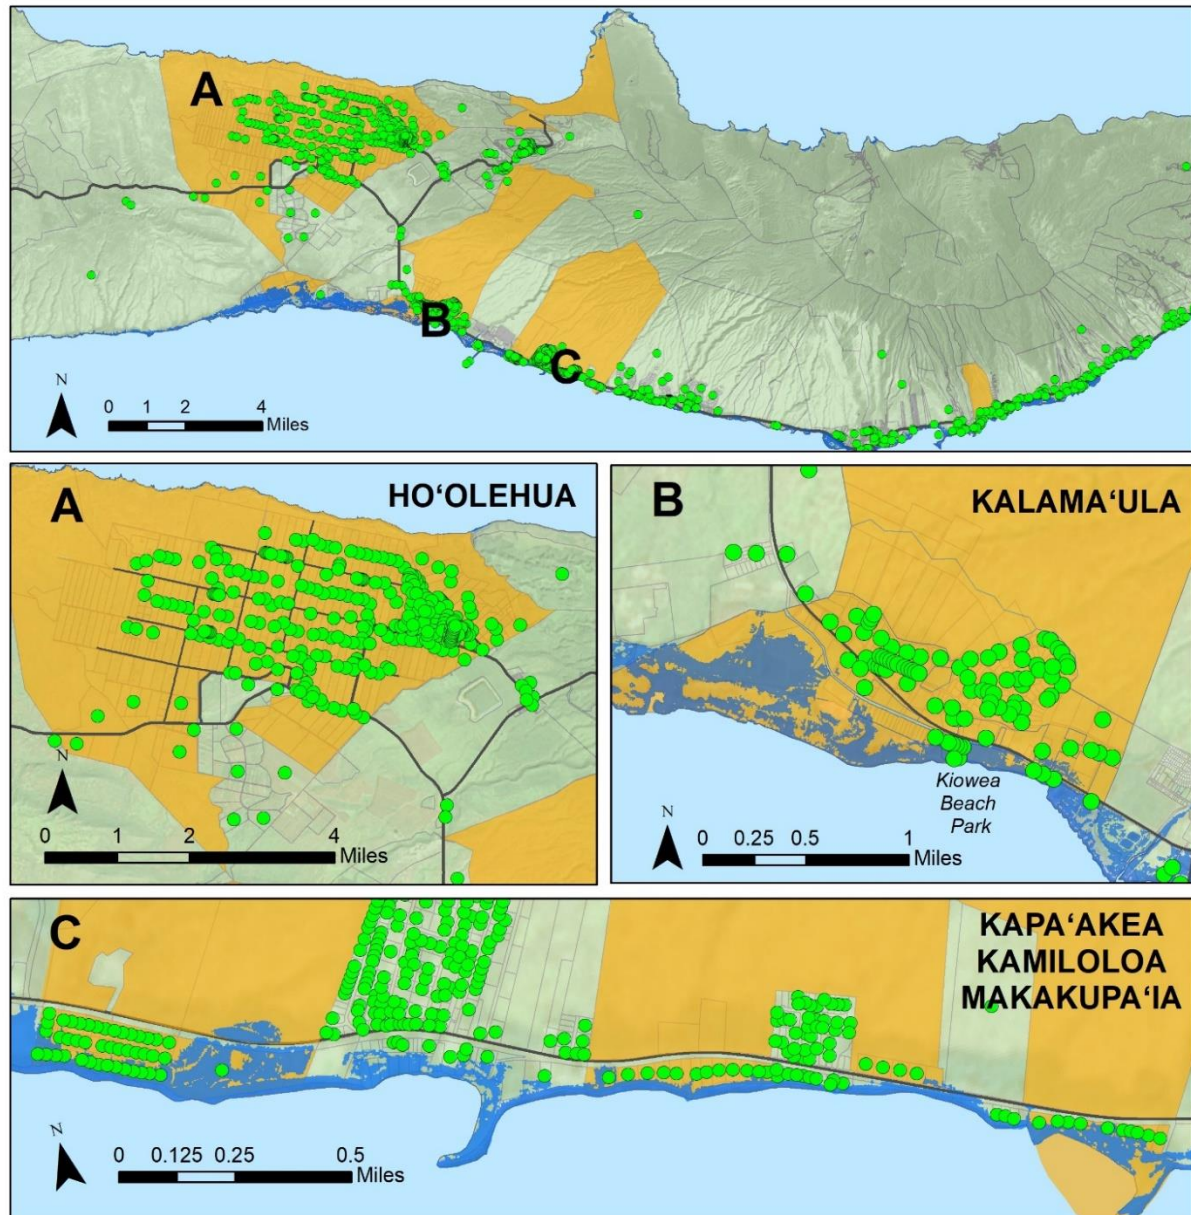 A
B
C
N
0 1 2 4
Miles
A
HO‘OLEHUA
N
0 1 2 4
Miles
B
KALAMA‘ULA
Kiowea
Beach
Park
N
0 0.25 0.5 1
Miles
C
KAPA‘AKEA
KAMILOLOA
MAKAKUPA‘IA
N
0 0.125 0.25 0.5
Miles